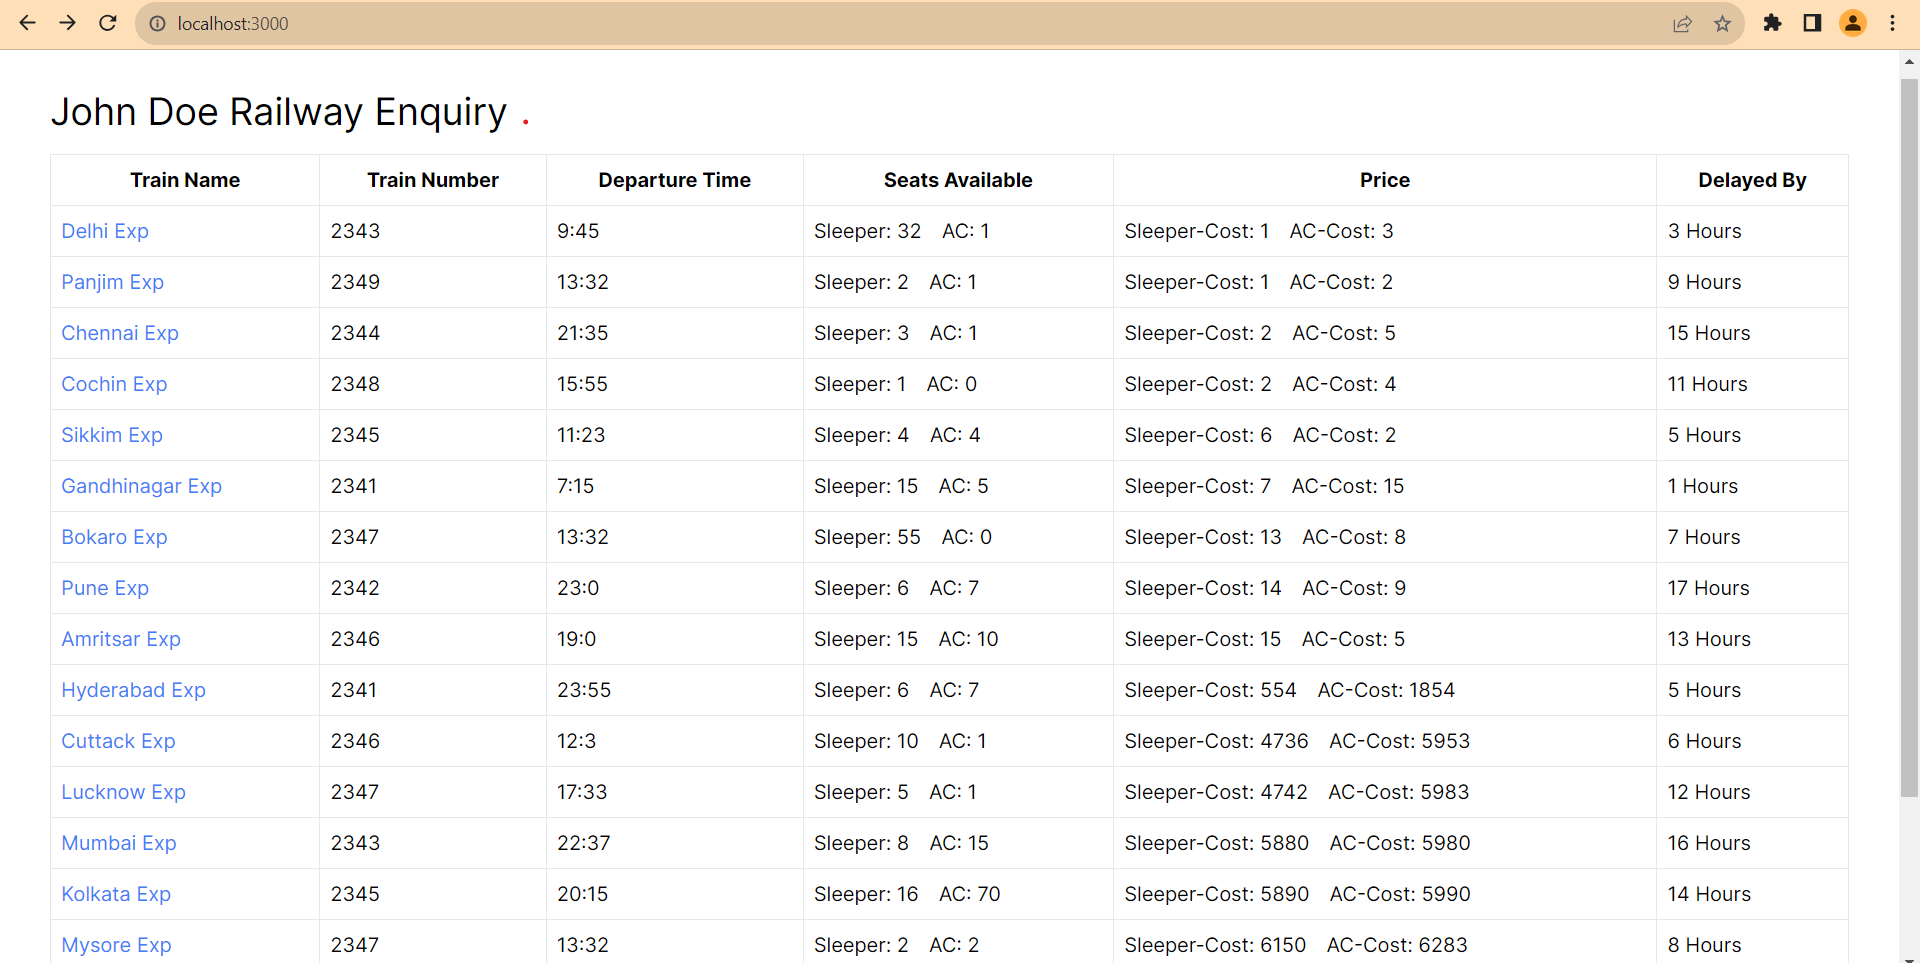 localhost:3000
John Doe Railway Enquiry .
Train Name Train Number Departure Time Seats Available Price Delayed By
Delhi Exp 2343 9:45 Sleeper: 32 AC: 1 Sleeper-Cost: 1 AC-Cost: 3 3 Hours
Panjim Exp 2349 13:32 Sleeper: 2 AC: 1 Sleeper-Cost: 1 AC-Cost: 2 9 Hours
Chennai Exp 2344 21:35 Sleeper: 3 AC: 1 Sleeper-Cost: 2 AC-Cost: 5 15 Hours
Cochin Exp 2348 15:55 Sleeper: 1 AC: 0 Sleeper-Cost: 2 AC-Cost: 4 11 Hours
Sikkim Exp 2345 11:23 Sleeper: 4 AC: 4 Sleeper-Cost: 6 AC-Cost: 2 5 Hours
Gandhinagar Exp 2341 7:15 Sleeper: 15 AC: 5 Sleeper-Cost: 7 AC-Cost: 15 1 Hours
Bokaro Exp 2347 13:32 Sleeper: 55 AC: 0 Sleeper-Cost: 13 AC-Cost: 8 7 Hours
Pune Exp 2342 23:0 Sleeper: 6 AC: 7 Sleeper-Cost: 14 AC-Cost: 9 17 Hours
Amritsar Exp 2346 19:0 Sleeper: 15 AC: 10 Sleeper-Cost: 15 AC-Cost: 5 13 Hours
Hyderabad Exp 2341 23:55 Sleeper: 6 AC: 7 Sleeper-Cost: 554 AC-Cost: 1854 5 Hours
Cuttack Exp 2346 12:3 Sleeper: 10 AC: 1 Sleeper-Cost: 4736 AC-Cost: 5953 6 Hours
Lucknow Exp 2347 17:33 Sleeper: 5 AC: 1 Sleeper-Cost: 4742 AC-Cost: 5983 12 Hours
Mumbai Exp 2343 22:37 Sleeper: 8 AC: 15 Sleeper-Cost: 5880 AC-Cost: 5980 16 Hours
Kolkata Exp 2345 20:15 Sleeper: 16 AC: 70 Sleeper-Cost: 5890 AC-Cost: 5990 14 Hours
Mysore Exp 2347 13:32 Sleeper: 2 AC: 2 Sleeper-Cost: 6150 AC-Cost: 6283 8 Hours